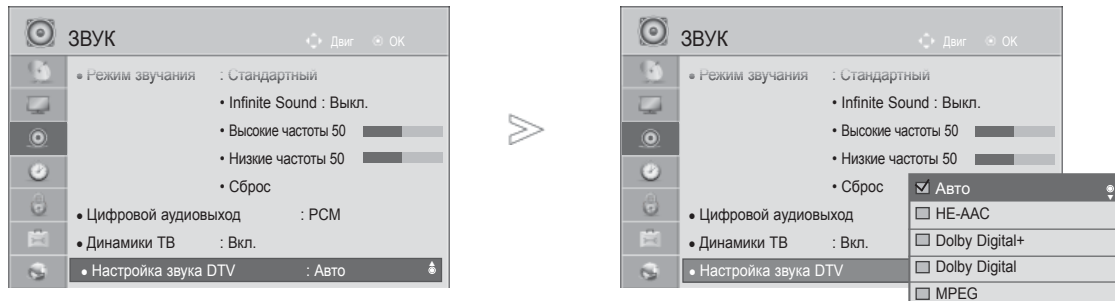 ЗВУК
Двиг OK
• Режим звучания : Стандартный
• Infinite Sound : Выкл.
• Высокие частоты 50
• Низкие частоты 50
• Сброс
• Цифровой аудиовыход : PCM
• Динамики ТВ : Вкл.
• Настройка звука DTV : Авто
ЗВУК
Двиг OK
• Режим звучания : Стандартный
• Infinite Sound : Выкл.
• Высокие частоты 50
• Низкие частоты 50
• Сброс
• Цифровой аудиовыход
• Динамики ТВ : Вкл.
• Настройка звука DTV
Авто
HE-AAC
Dolby Digital+
Dolby Digital
MPEG